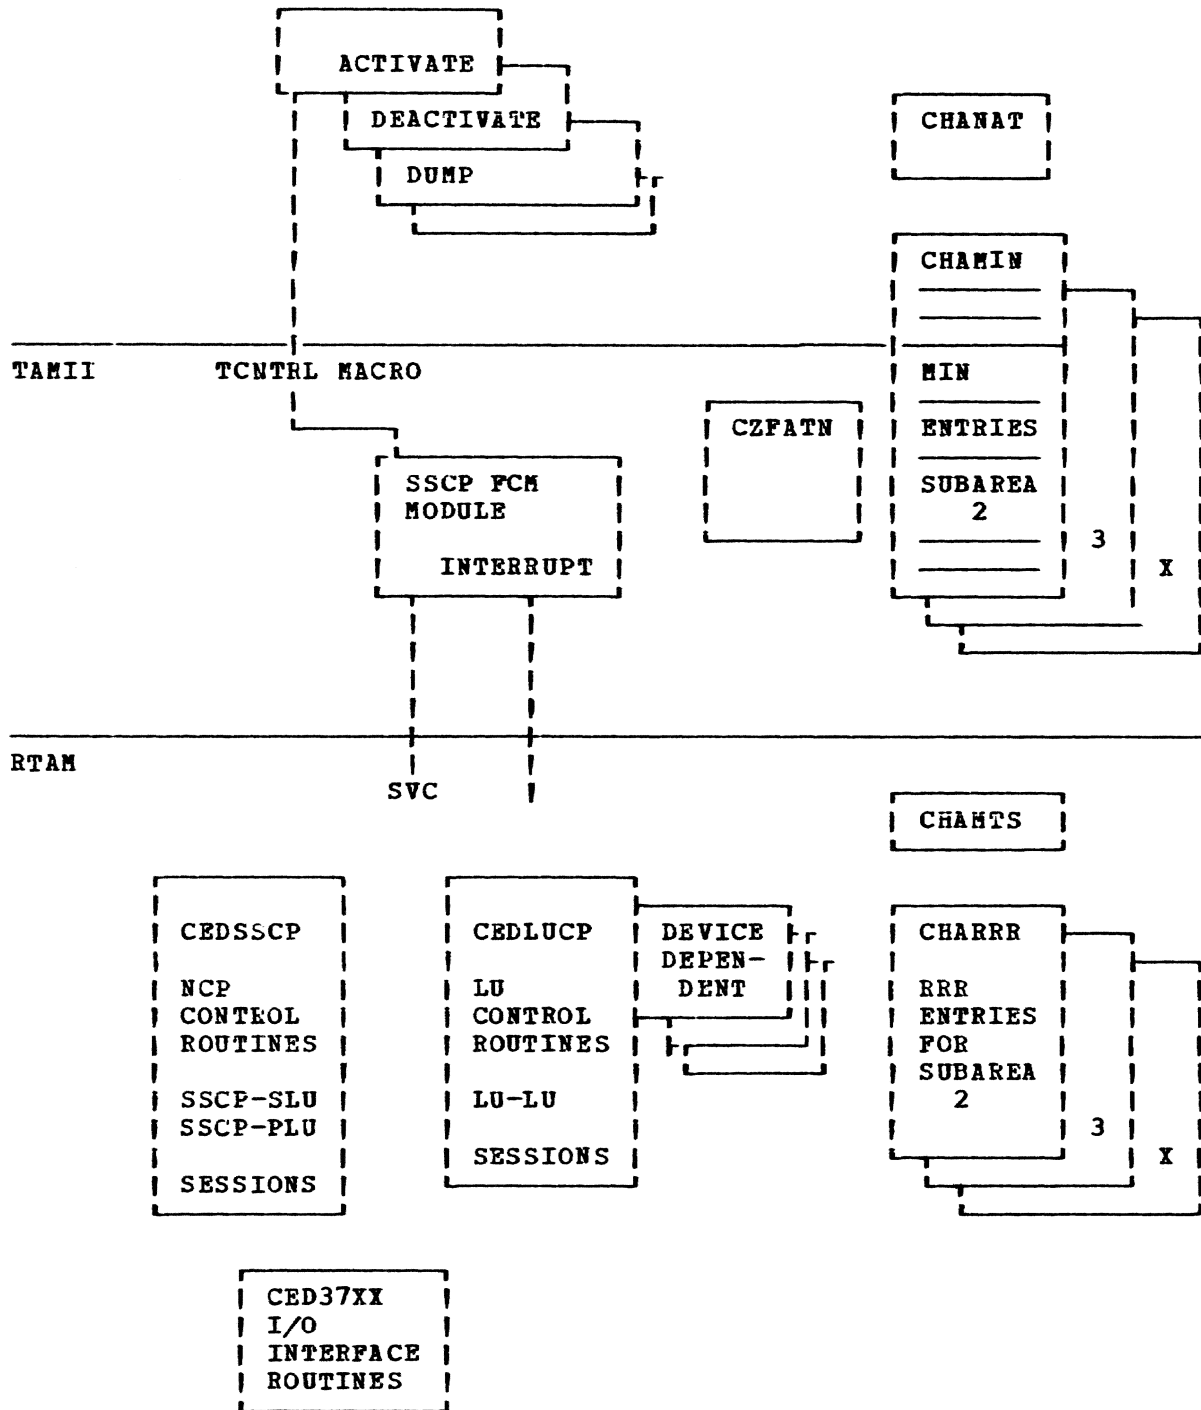 ACTIVATE
DEACTIVATE
DUMP
CHANAT
CHAMIN
TAMII
TCNTRL MACRO
MIN
ENTRIES
SUBAREA
2
3
X
CZFATN
SSCP FCM
MODULE
INTERRUPT
RTAM
SVC
CHAMTS
CEDSSCP
NCP
CONTROL
ROUTINES
SSCP-SLU
SSCP-PLU
SESSIONS
CEDLUCP
LU
CONTROL
ROUTINES
LU-LU
SESSIONS
DEVICE
DEPEN-
DENT
CHARRR
RRR
ENTRIES
FOR
SUBAREA
2
3
X
CED37XX
I/O
INTERFACE
ROUTINES